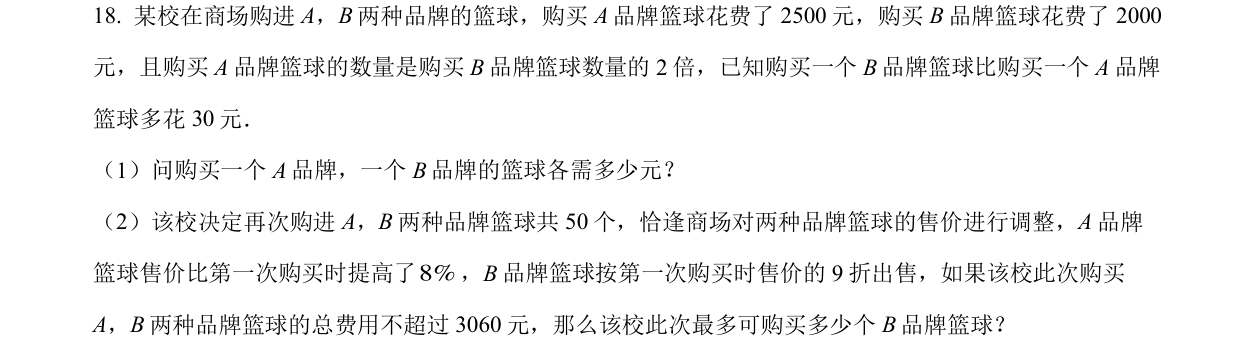 18. 某校在商场购进 A，B 两种品牌的篮球，购买 A 品牌篮球花费了 2500 元，购买 B 品牌篮球花费了 2000
元，且购买 A 品牌篮球的数量是购买 B 品牌篮球数量的 2 倍，已知购买一个 B 品牌篮球比购买一个 A 品牌
篮球多花 30 元．
（1）问购买一个 A 品牌，一个 B 品牌的篮球各需多少元？
（2）该校决定再次购进 A，B 两种品牌篮球共 50 个，恰逢商场对两种品牌篮球的售价进行调整，A 品牌
篮球售价比第一次购买时提高了 8%，B 品牌篮球按第一次购买时售价的 9 折出售，如果该校此次购买
A，B 两种品牌篮球的总费用不超过 3060 元，那么该校此次最多可购买多少个 B 品牌篮球？